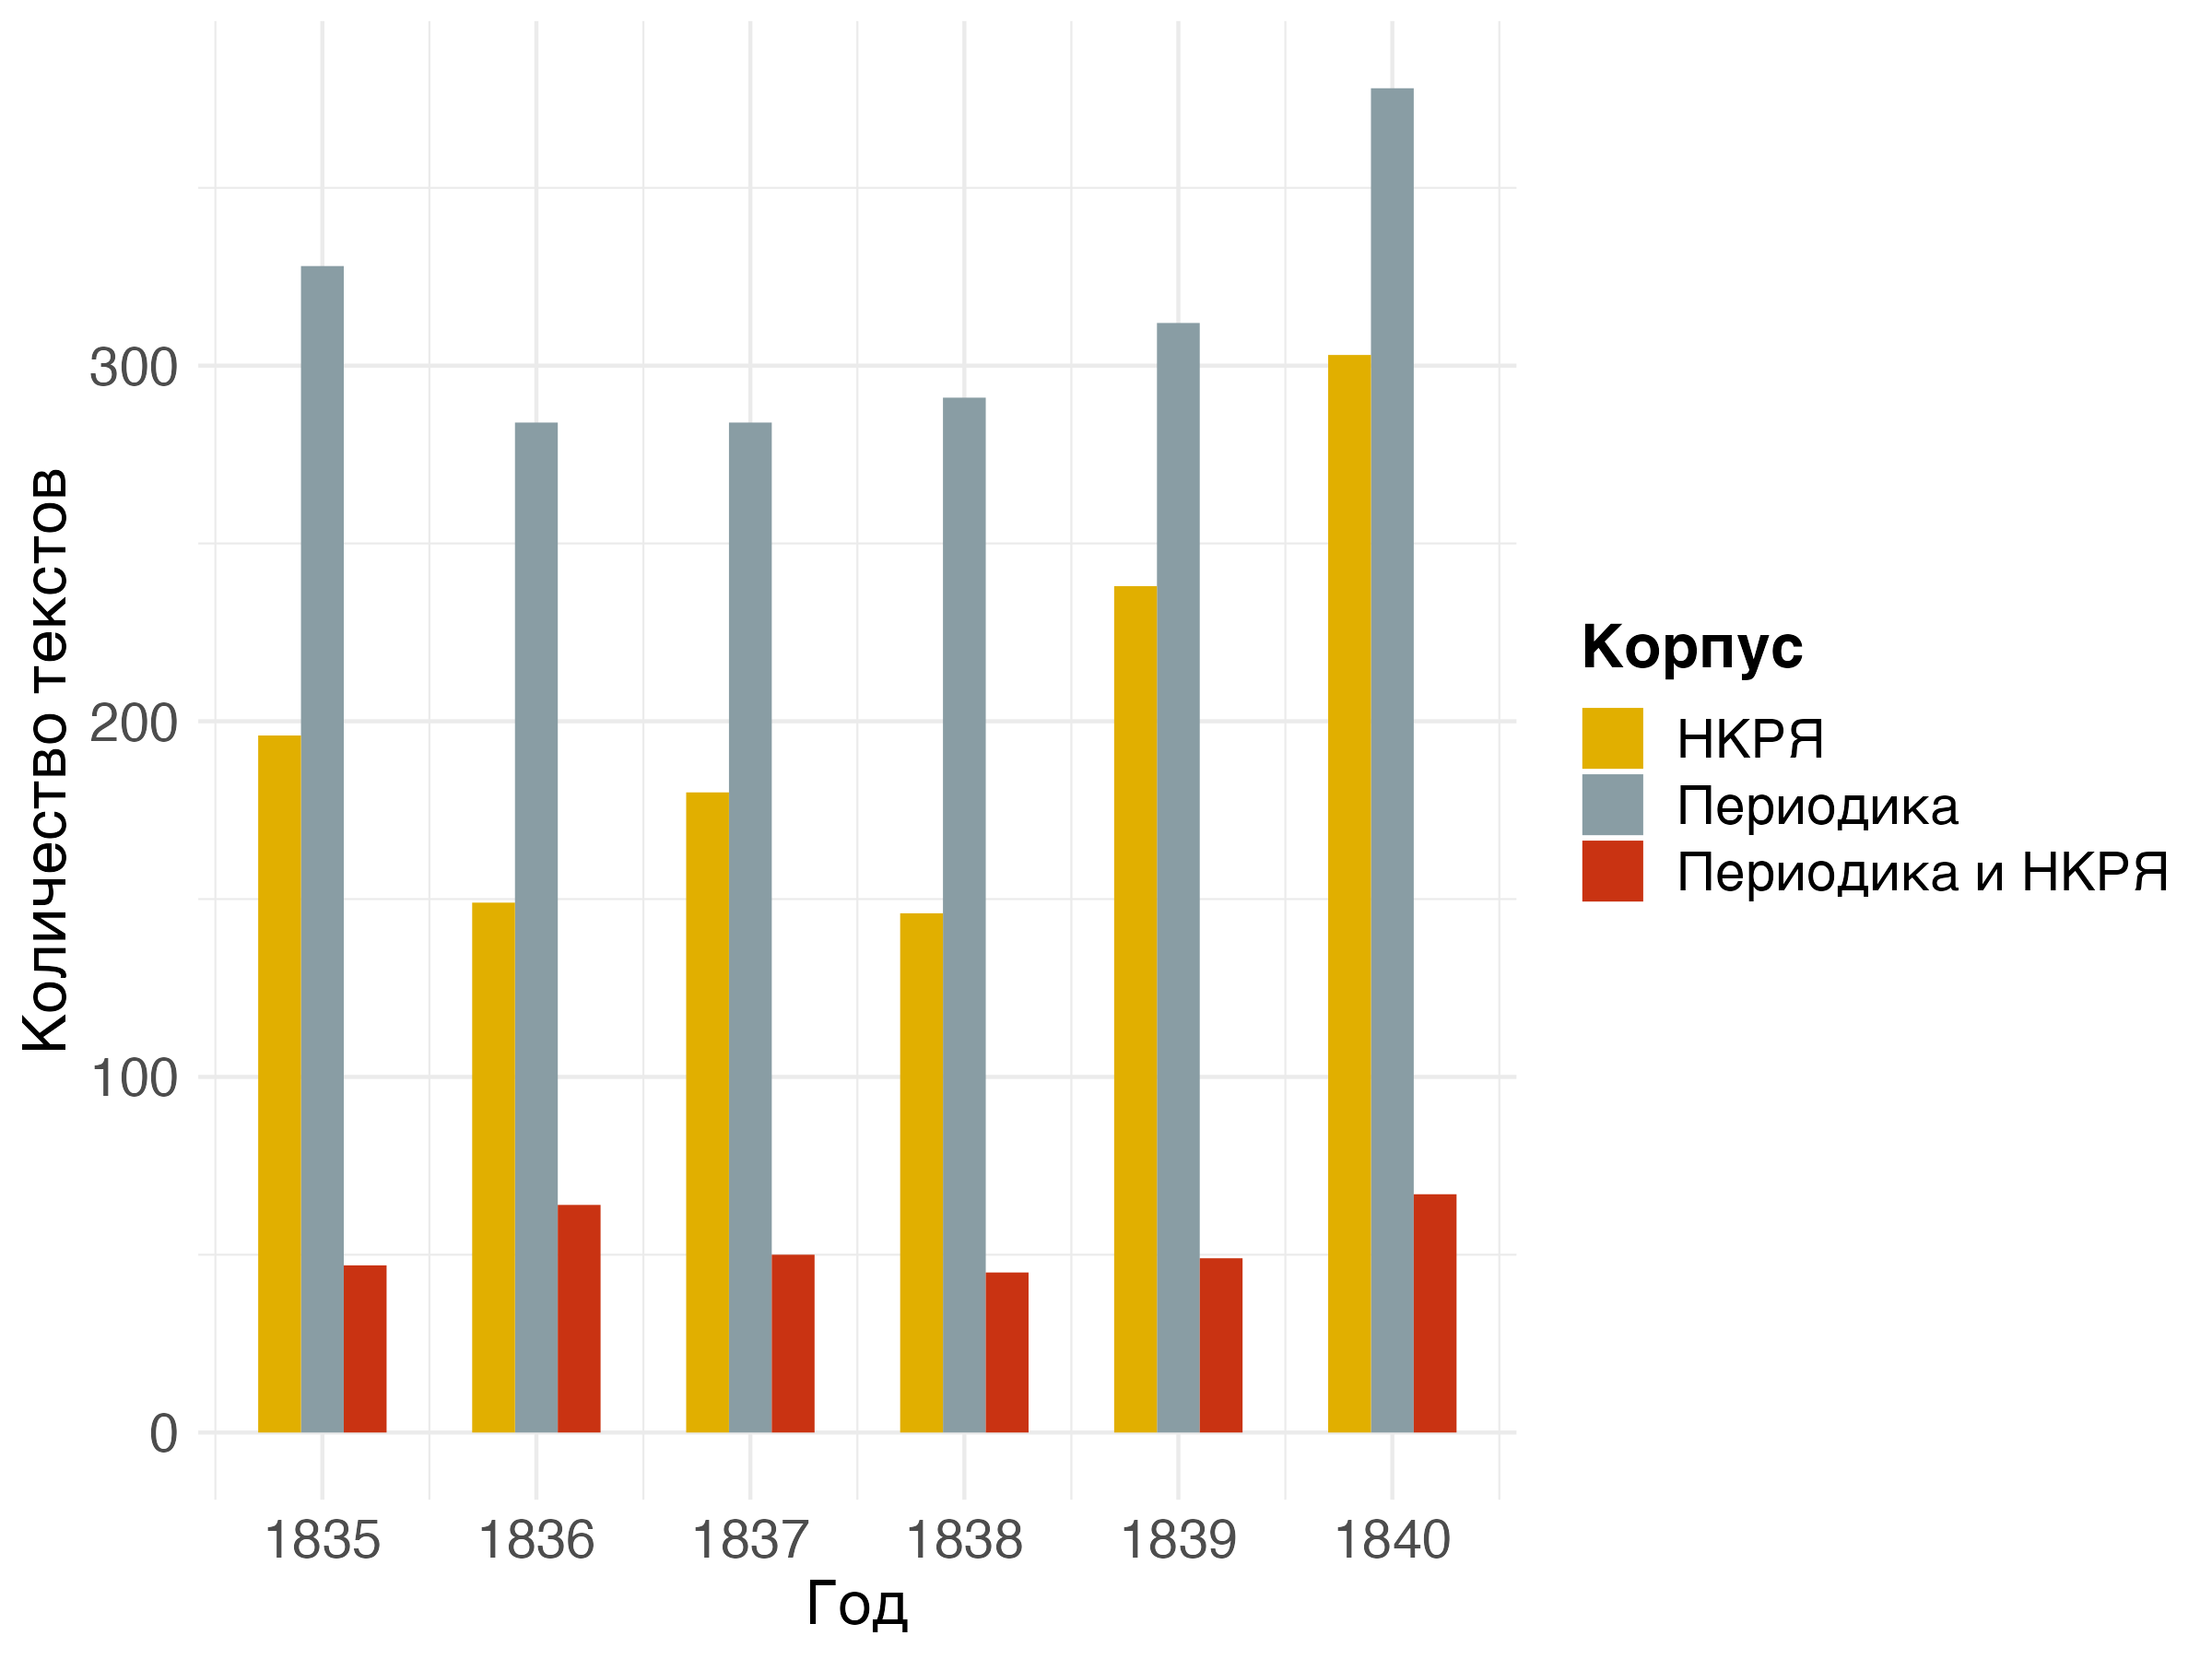 Количество текстов
300
200
100
0
1835 1836 1837 1838 1839 1840
Год
Корпус
НКРЯ
Периодика
Периодика и НКРЯ